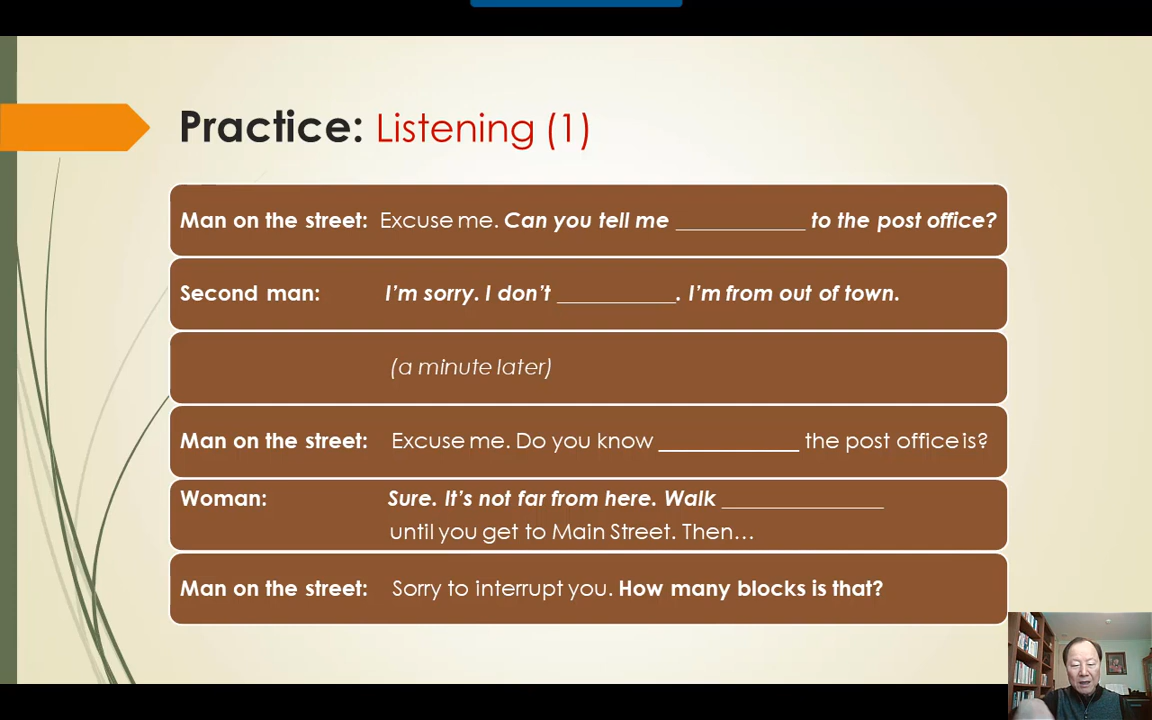 Practice: Listening (1)
Man on the street: Excuse me. Can you tell me ___________ to the post office?
Second man: I'm sorry. I don't __________. I'm from out of town.
(a minute later)
Man on the street: Excuse me. Do you know ____________ the post office is?
Woman: Sure. It's not far from here. Walk ______________
until you get to Main Street. Then…
Man on the street: Sorry to interrupt you. How many blocks is that?